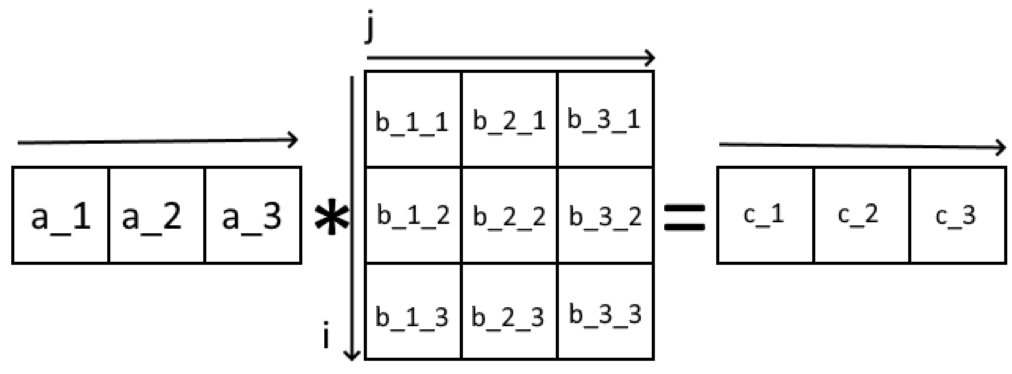 j
b_1_1 b_2_1 b_3_1
a_1 a_2 a_3 * b_1_2 b_2_2 b_3_2 = c_1 c_2 c_3
b_1_3 b_2_3 b_3_3
i